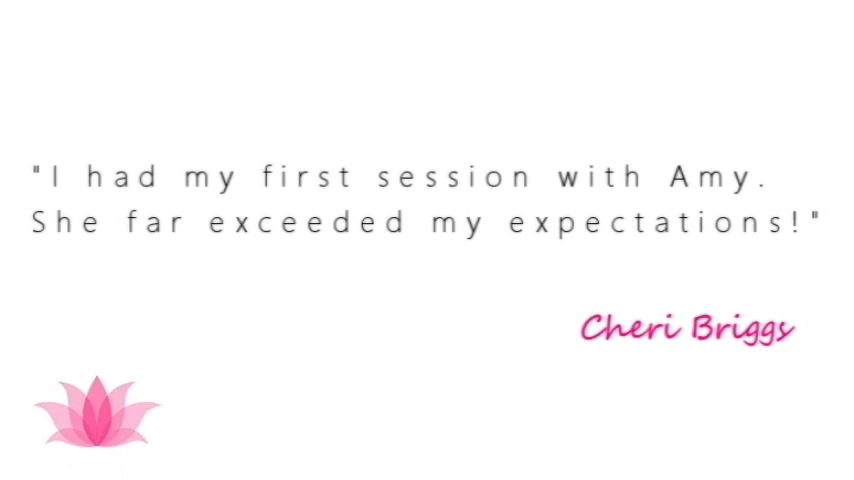 "I had my first session with Amy.
She far exceeded my expectations!"
Cheri Briggs